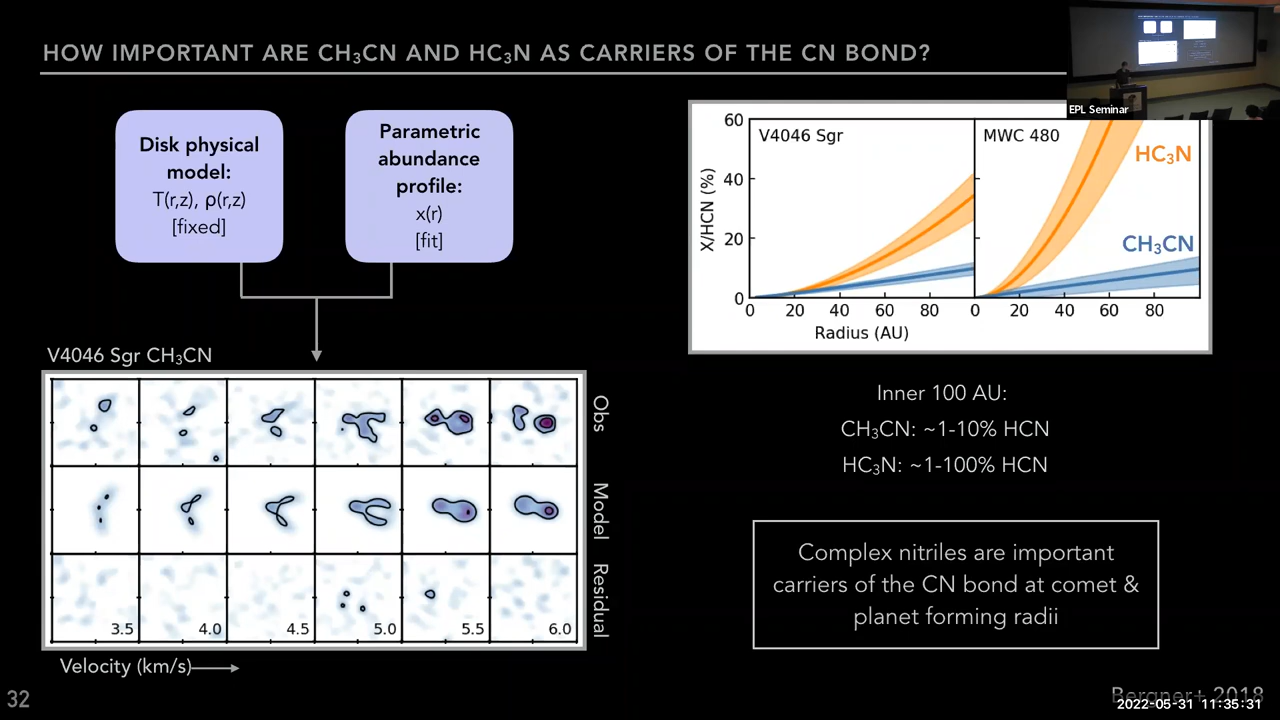 HOW IMPORTANT ARE CH₃CN AND HC₃N AS CARRIERS OF THE CN BOND?
EPL Seminar
Disk physical
model:
T(r,z), ρ(r,z)
[fixed]
Parametric
abundance
profile:
x(r)
[fit]
V4046 Sgr CH₃CN
Obs
Model
Residual
3.5 4.0 4.5 5.0 5.5 6.0
Velocity (km/s)
X/HCN (%)
60
40
20
0
V4046 Sgr
MWC 480
HC₃N
CH₃CN
0 20 40 60 80 0 20 40 60 80
Radius (AU)
Inner 100 AU:
CH₃CN: ~1-10% HCN
HC₃N: ~1-100% HCN
Complex nitriles are important
carriers of the CN bond at comet &
planet forming radii
32
Bergner+ 2018
2022-05-31 11:35:31